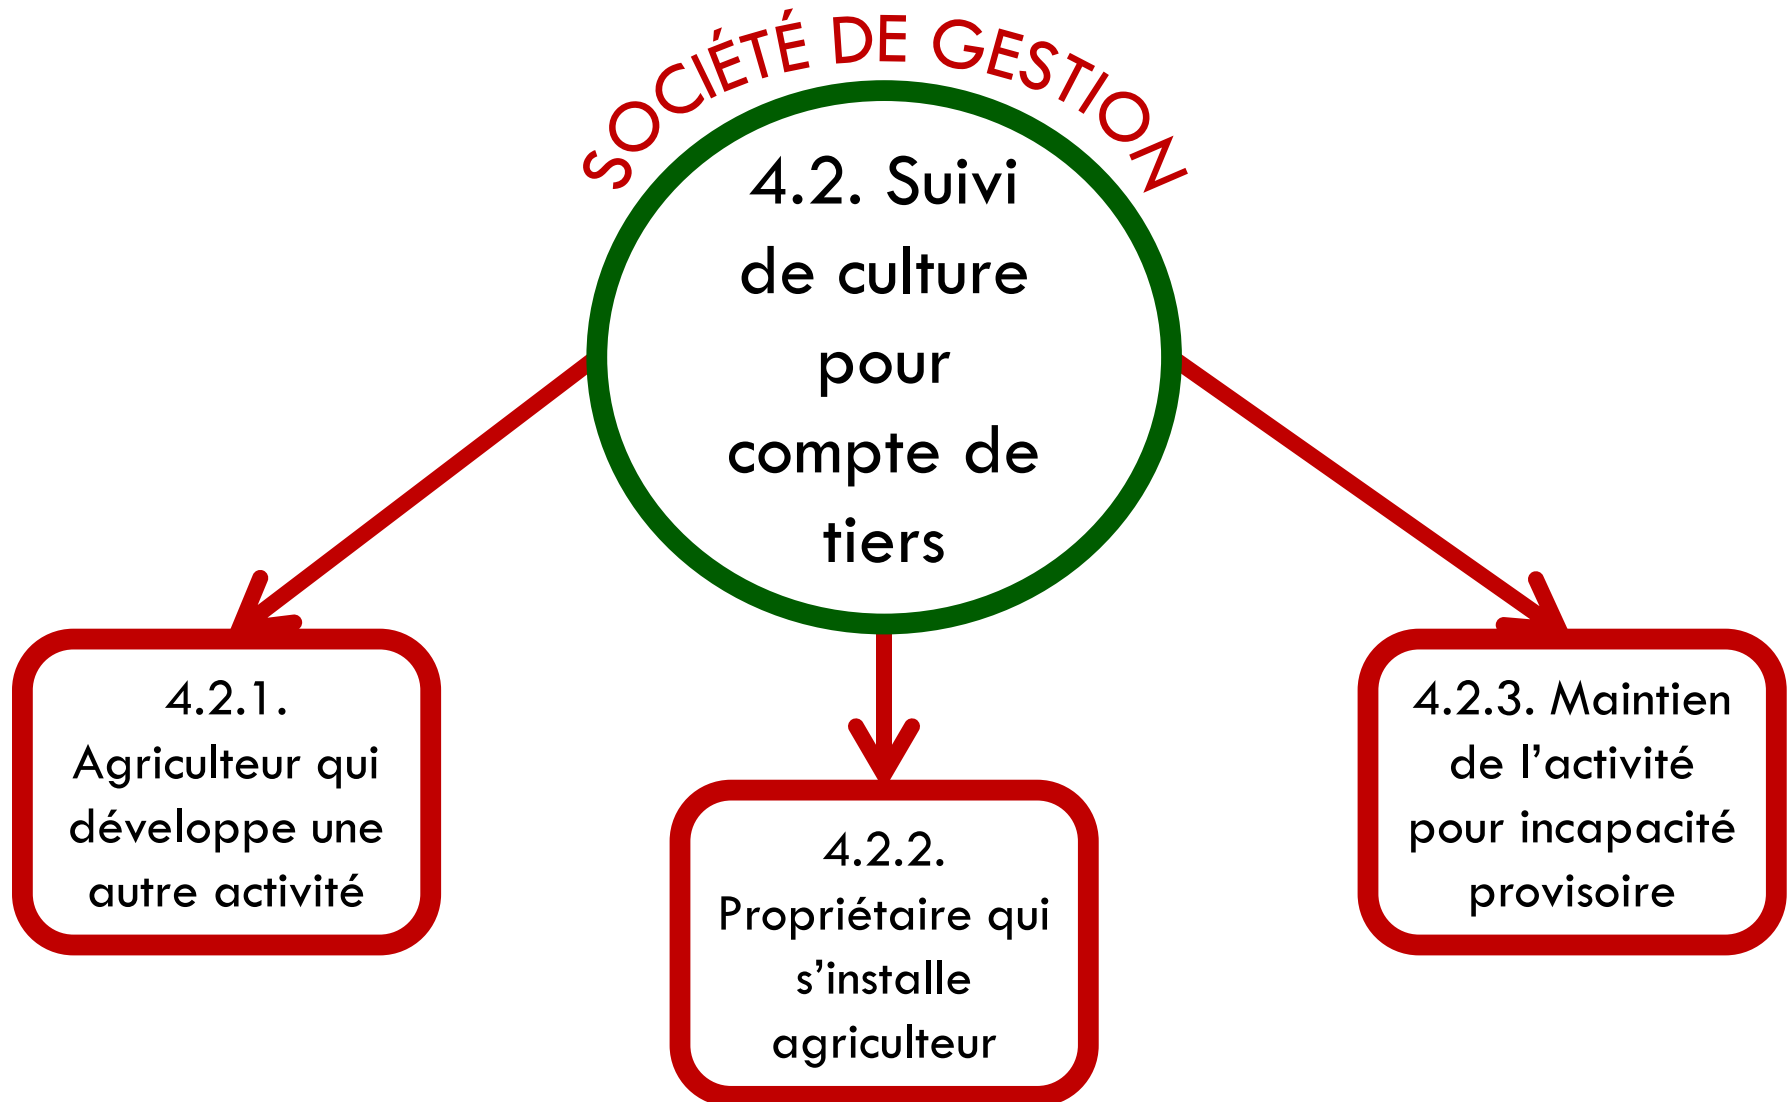 SOCIÉTÉ DE GESTION
4.2. Suivi
de culture
pour
compte de
tiers
4.2.1.
Agriculteur qui
développe une
autre activité
4.2.2.
Propriétaire qui
s’installe
agriculteur
4.2.3. Maintien
de l’activité
pour incapacité
provisoire